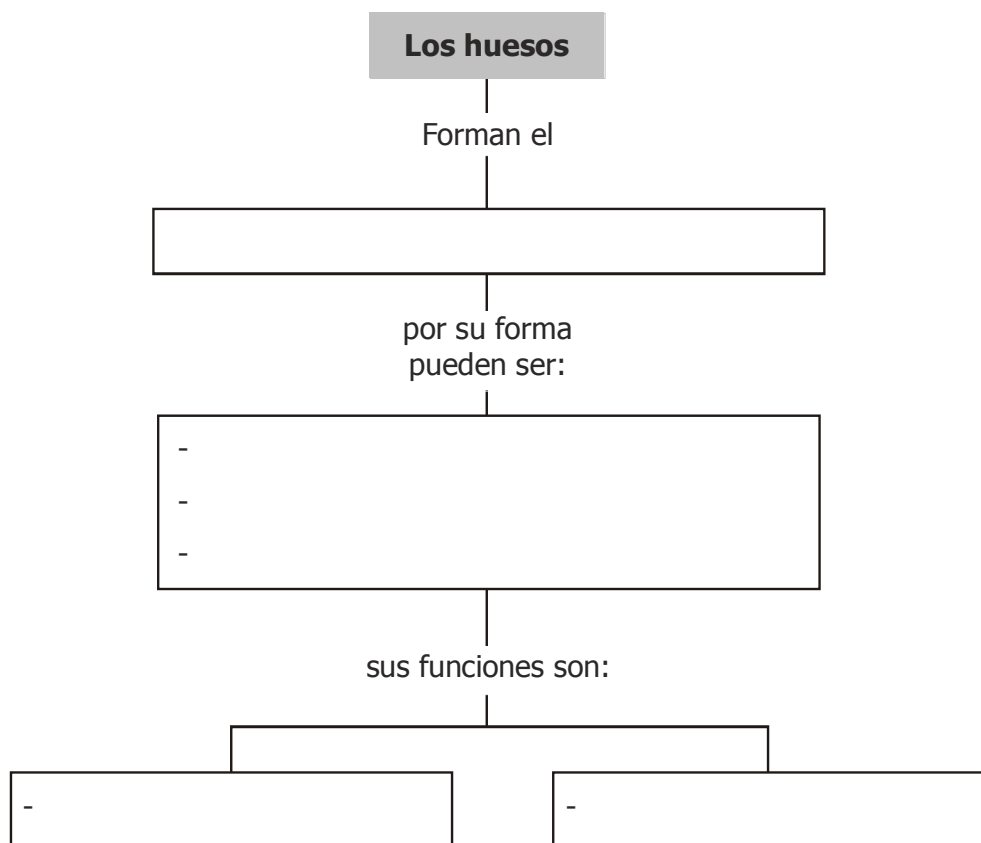 Los huesos
Forman el
por su forma
pueden ser:
-
-
-
sus funciones son:
-
-